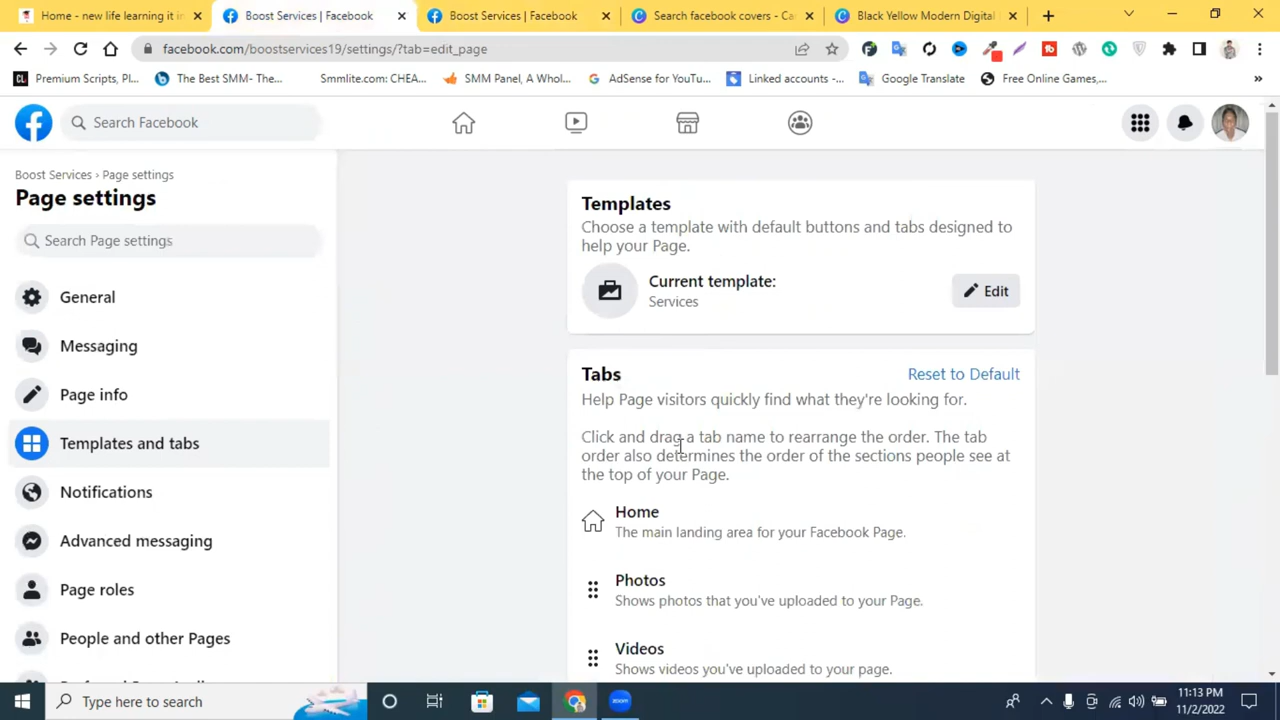 Home - new life learning it in
Boost Services | Facebook
Boost Services | Facebook
Search facebook covers - Ca
Black Yellow Modern Digital
facebook.com/boostservices19/settings/?tab=edit_page
Premium Scripts, Pl...
The Best SMM- The...
Smmlite.com: CHEA...
SMM Panel, A Whol...
AdSense for YouTu...
Linked accounts -...
Google Translate
Free Online Games,...
Search Facebook
Boost Services › Page settings
Page settings
Search Page settings
General
Messaging
Page info
Templates and tabs
Notifications
Advanced messaging
Page roles
People and other Pages
Templates
Choose a template with default buttons and tabs designed to
help your Page.
Current template:
Services
Edit
Tabs
Reset to Default
Help Page visitors quickly find what they're looking for.
Click and drag a tab name to rearrange the order. The tab
order also determines the order of the sections people see at
the top of your Page.
Home
The main landing area for your Facebook Page.
Photos
Shows photos that you've uploaded to your Page.
Videos
Shows videos you've uploaded to your page.
Type here to search
zoom
11:13 PM
11/2/2022